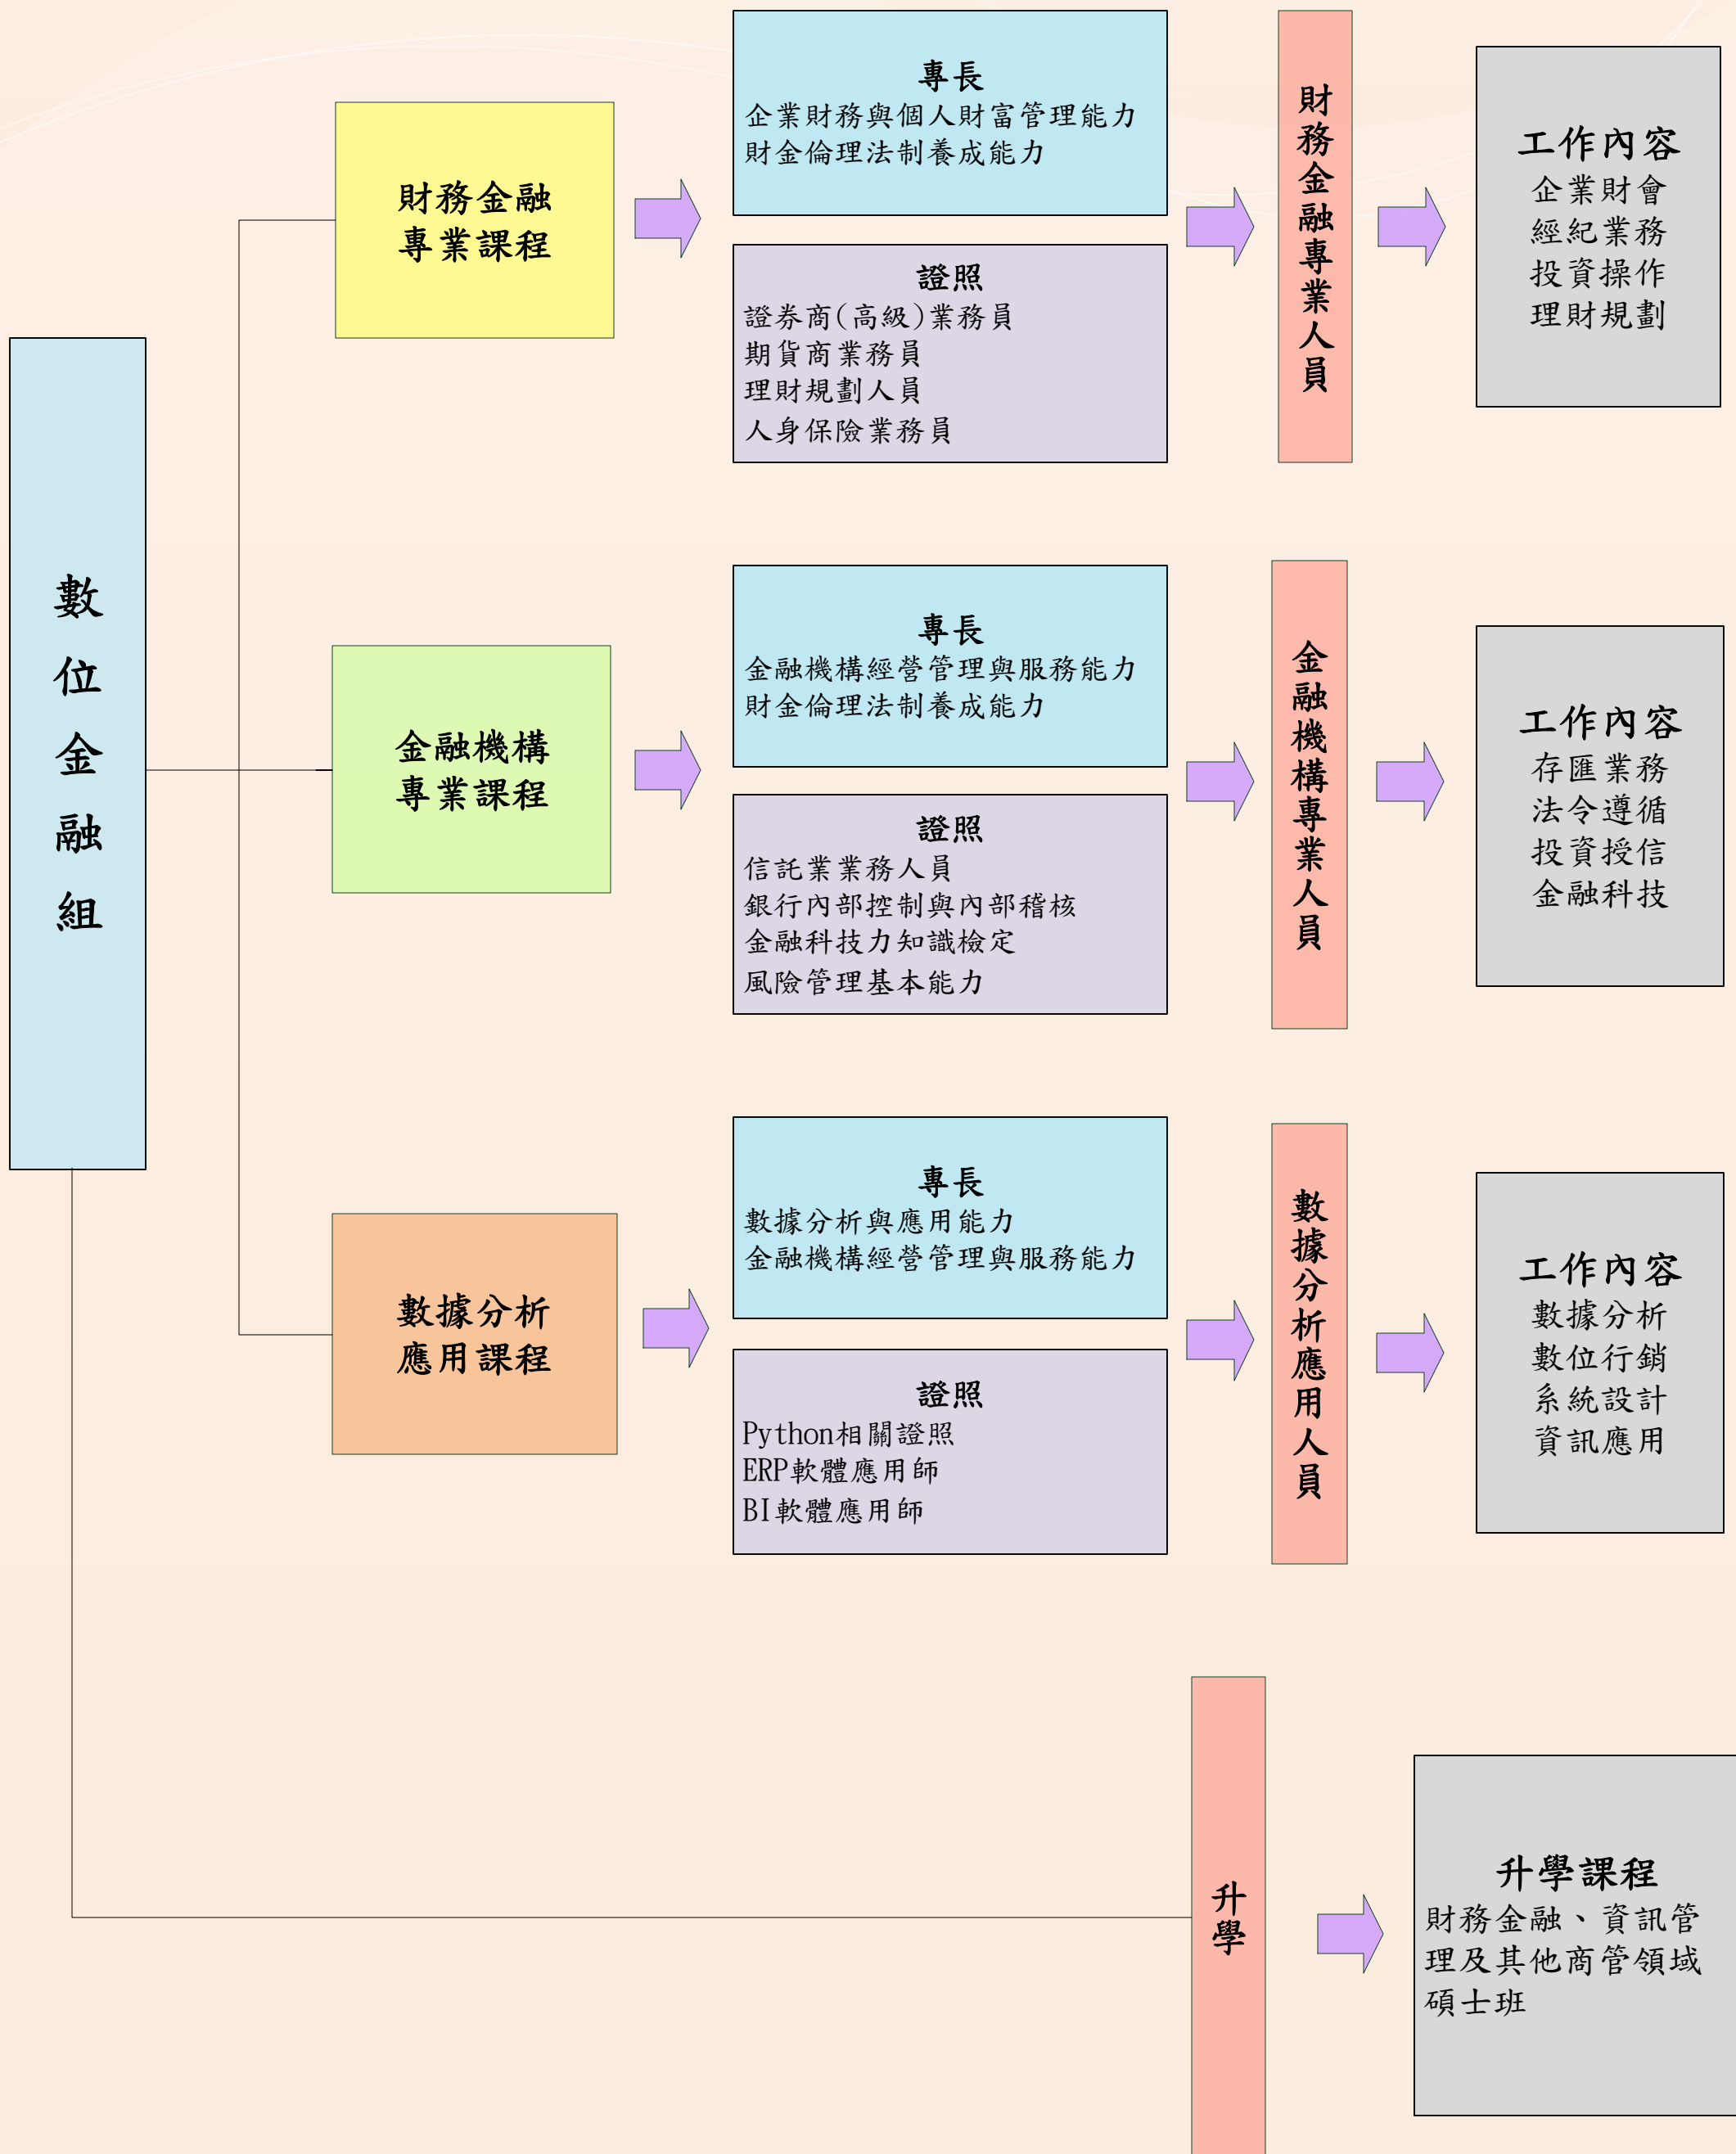 數位金融組
財務金融
專業課程
專長
企業財務與個人財富管理能力
財金倫理法制養成能力
證照
證券商(高級)業務員
期貨商業務員
理財規劃人員
人身保險業務員
財務金融專業人員
工作內容
企業財會
經紀業務
投資操作
理財規劃
金融機構
專業課程
專長
金融機構經營管理與服務能力
財金倫理法制養成能力
證照
信託業業務人員
銀行內部控制與內部稽核
金融科技力知識檢定
風險管理基本能力
金融機構專業人員
工作內容
存匯業務
法令遵循
投資授信
金融科技
數據分析
應用課程
專長
數據分析與應用能力
金融機構經營管理與服務能力
證照
Python相關證照
ERP軟體應用師
BI軟體應用師
數據分析應用人員
工作內容
數據分析
數位行銷
系統設計
資訊應用
升學
升學課程
財務金融、資訊管
理及其他商管領域
碩士班